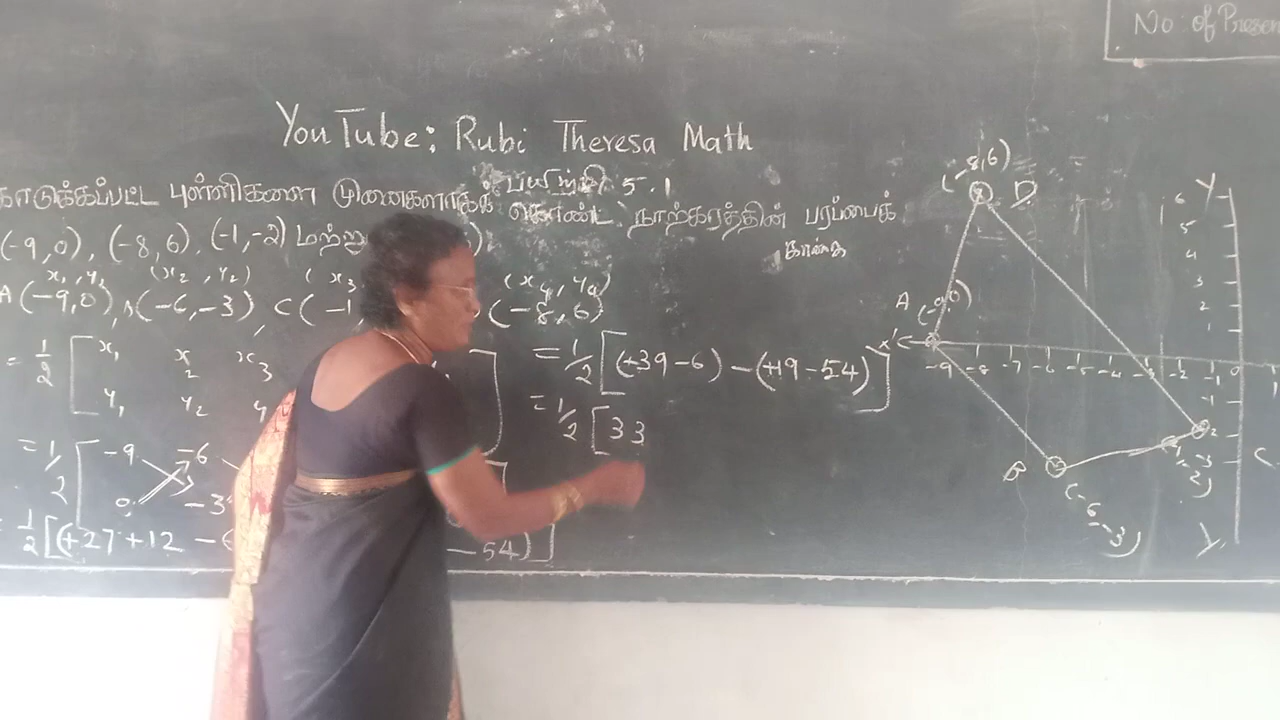 No of Presen
YouTube: Rubi Theresa Math
பயிற்சி 5.1
கொடுக்கப்பட்ட புள்ளிகளை முனைகளாகக் கொண்ட நாற்கரத்தின் பரப்பைக்
காண்க
(-9,0), (-8,6), (-1,-2) மற்று
x₁, y₁ (x₂, y₂) (x₃ (x₄, y₄)
A(-9,0), (-6,-3), C(-1, (-8,6)
= 1/2 [x₁ x₂ x₃
y₁ y₂ y
= 1/2 [-9 -6
0 -3
1/2 [(+27+12 -( -54)]
= 1/2 [(+39-6) -(+19-54)]
= 1/2 [33
(-8,6) D
A (-9,0)
B (-6,-3)
X' -9 -8 -7 -6 -5 -4 -3 -2 -1 0 1
Y 6 5 4 3 2 1